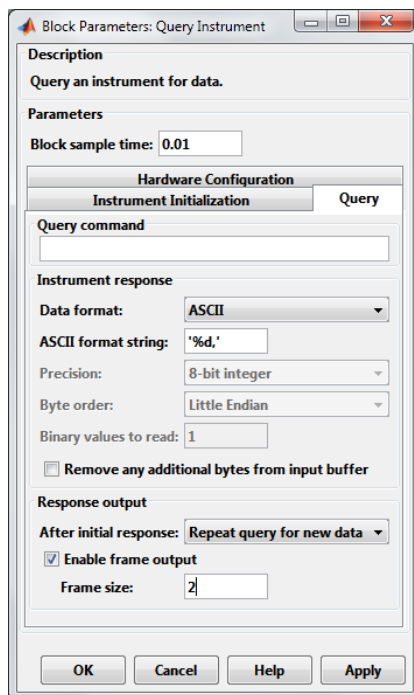 Block Parameters: Query Instrument
Description
Query an instrument for data.
Parameters
Block sample time: 0.01
Hardware Configuration
Instrument Initialization Query
Query command
Instrument response
Data format: ASCII
ASCII format string: '%d,'
Precision: 8-bit integer
Byte order: Little Endian
Binary values to read: 1
Remove any additional bytes from input buffer
Response output
After initial response: Repeat query for new data
Enable frame output
Frame size: 2
OK Cancel Help Apply